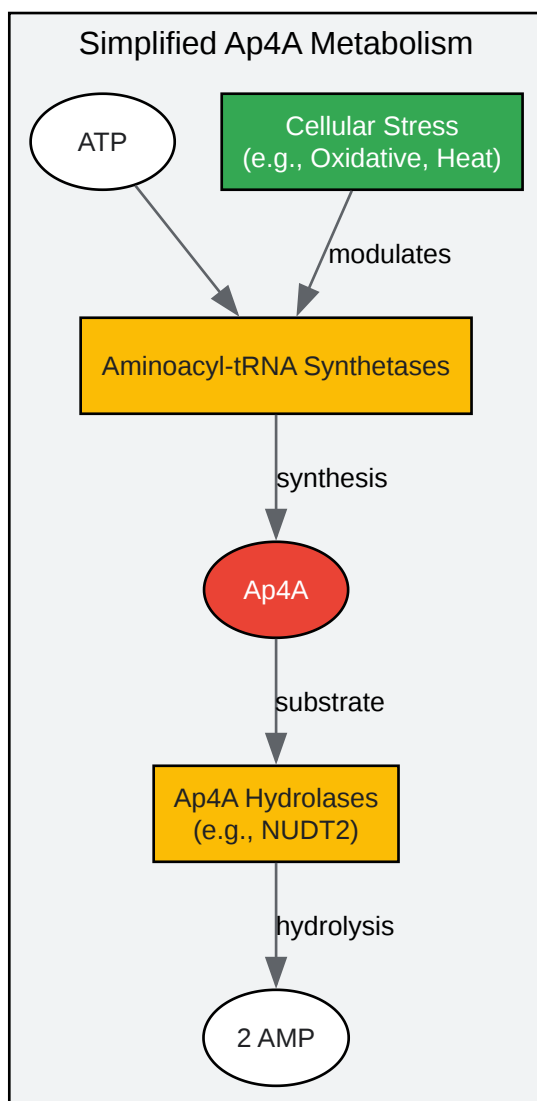 Simplified Ap4A Metabolism
ATP
Cellular Stress
(e.g., Oxidative, Heat)
modulates
Aminoacyl-tRNA Synthetases
synthesis
Ap4A
substrate
Ap4A Hydrolases
(e.g., NUDT2)
hydrolysis
2 AMP